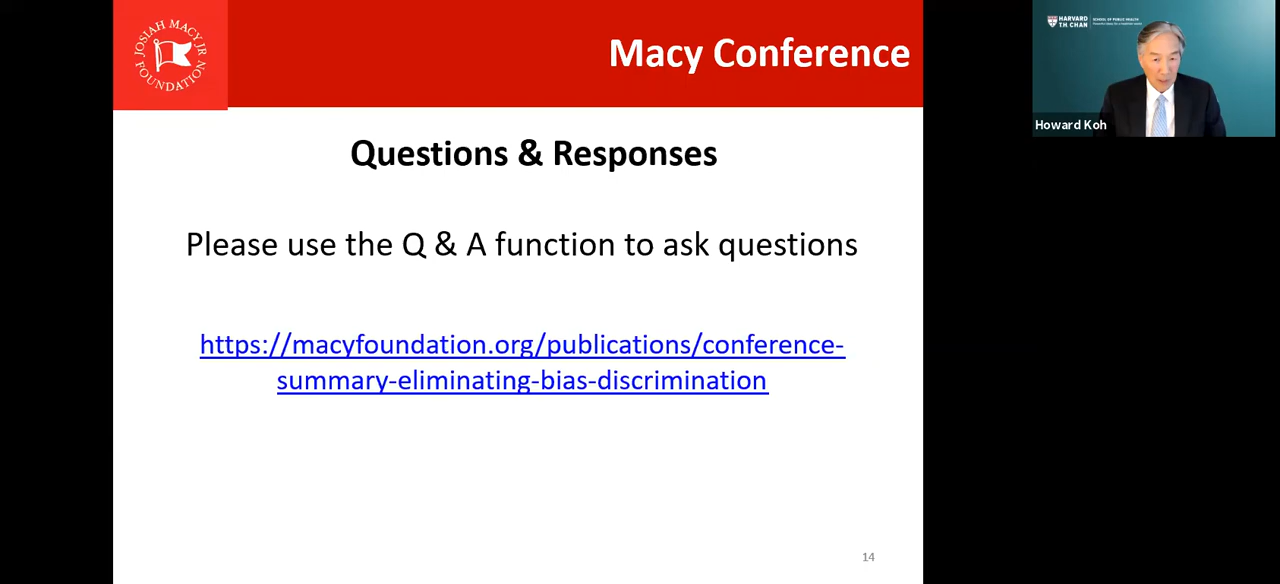 JOSIAH MACY JR
FOUNDATION
Macy Conference
Questions & Responses
Please use the Q & A function to ask questions
https://macyfoundation.org/publications/conference-
summary-eliminating-bias-discrimination
14
HARVARD
TH CHAN
SCHOOL OF PUBLIC HEALTH
Howard Koh